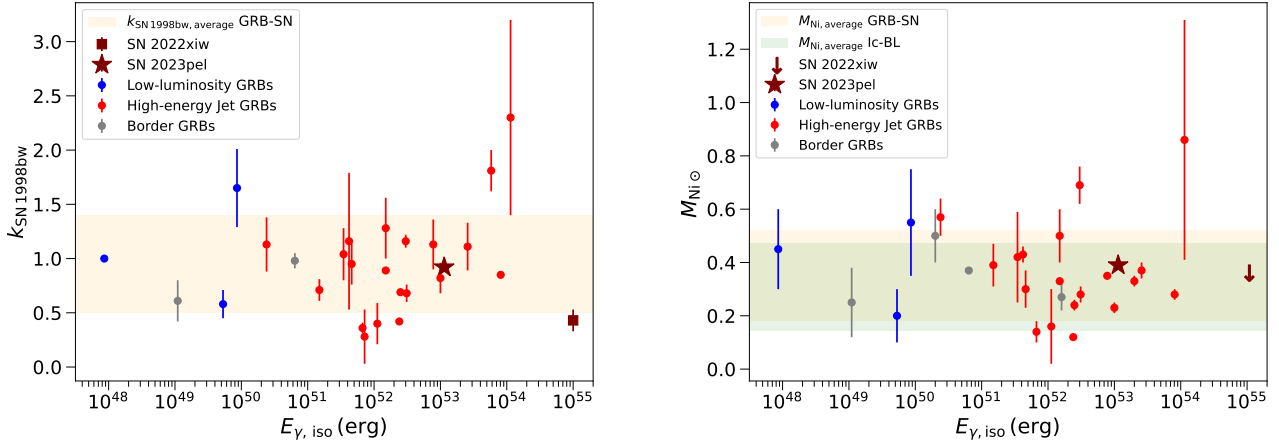 k_SN 1998bw, average GRB-SN
SN 2022xiw
SN 2023pel
Low-luminosity GRBs
High-energy Jet GRBs
Border GRBs
k_SN 1998bw
3.0
2.5
2.0
1.5
1.0
0.5
0.0
10^48 10^49 10^50 10^51 10^52 10^53 10^54 10^55
E_γ, iso (erg)
M_Ni, average GRB-SN
M_Ni, average Ic-BL
SN 2022xiw
SN 2023pel
Low-luminosity GRBs
High-energy Jet GRBs
Border GRBs
M_Ni ⊙
1.2
1.0
0.8
0.6
0.4
0.2
0.0
10^48 10^49 10^50 10^51 10^52 10^53 10^54 10^55
E_γ, iso (erg)